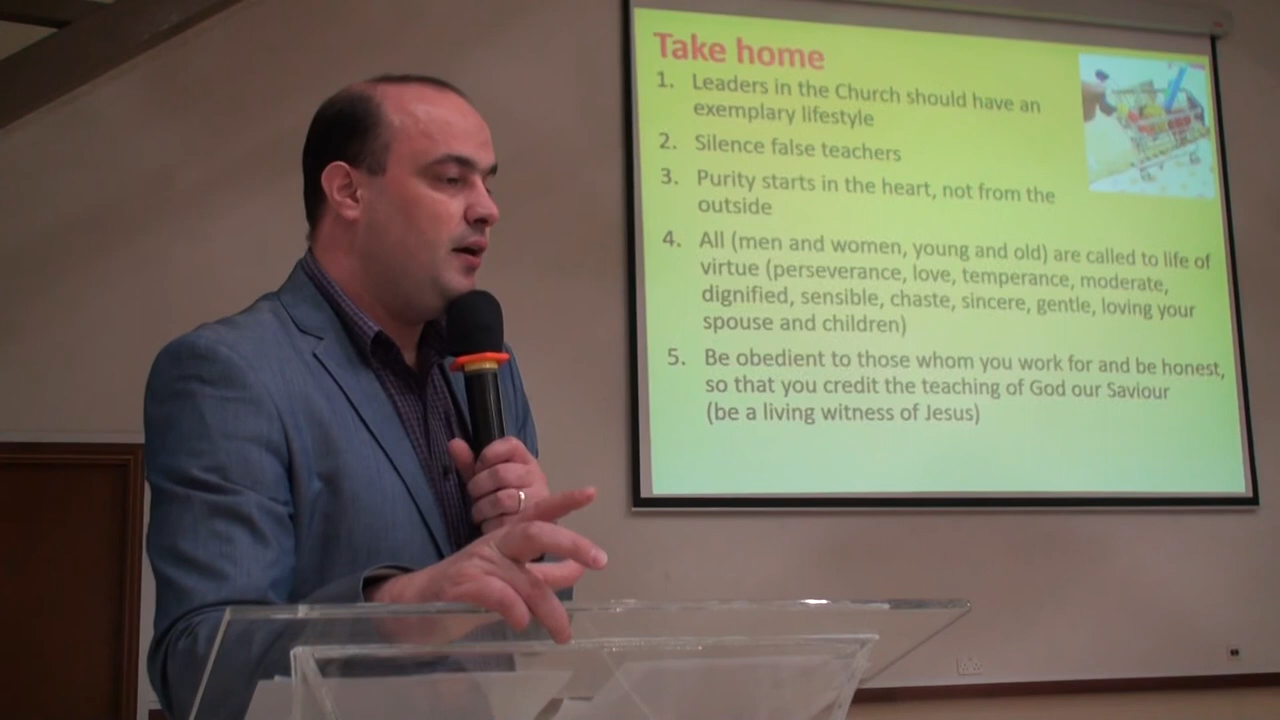 Take home
1. Leaders in the Church should have an
exemplary lifestyle
2. Silence false teachers
3. Purity starts in the heart, not from the
outside
4. All (men and women, young and old) are called to life of
virtue (perseverance, love, temperance, moderate,
dignified, sensible, chaste, sincere, gentle, loving your
spouse and children)
5. Be obedient to those whom you work for and be honest,
so that you credit the teaching of God our Saviour
(be a living witness of Jesus)